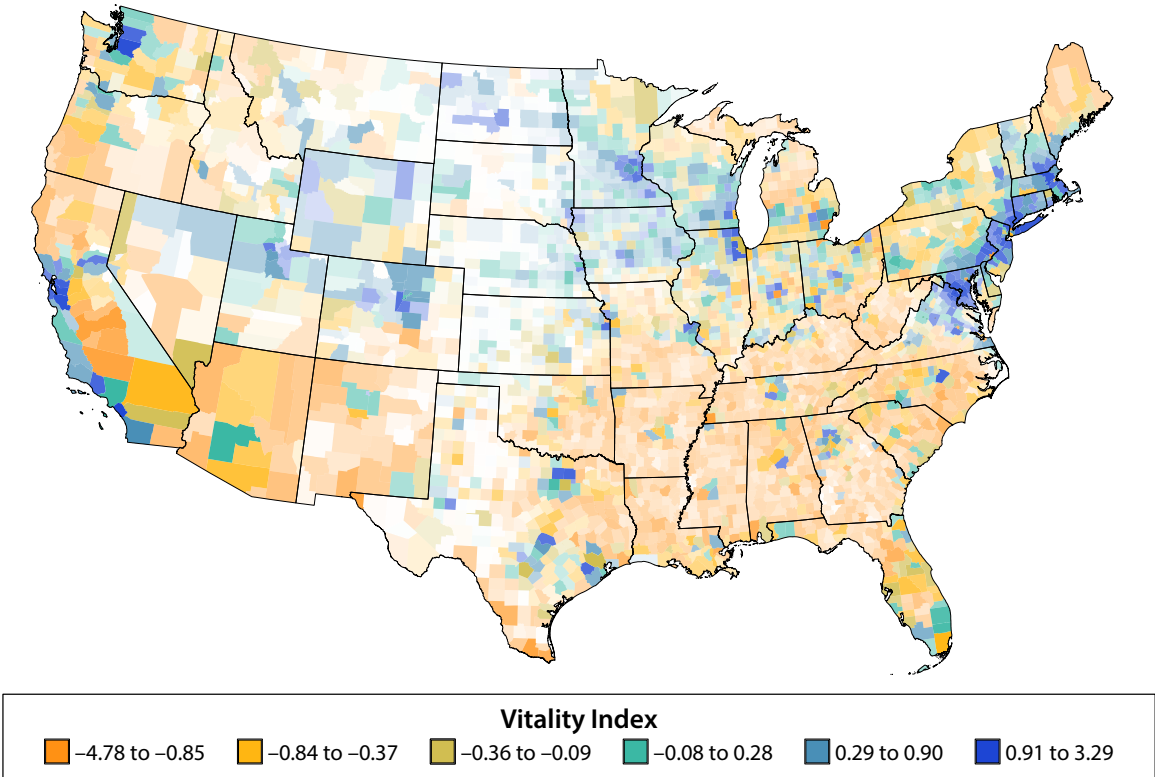 Vitality Index
–4.78 to –0.85 –0.84 to –0.37 –0.36 to –0.09 –0.08 to 0.28 0.29 to 0.90 0.91 to 3.29